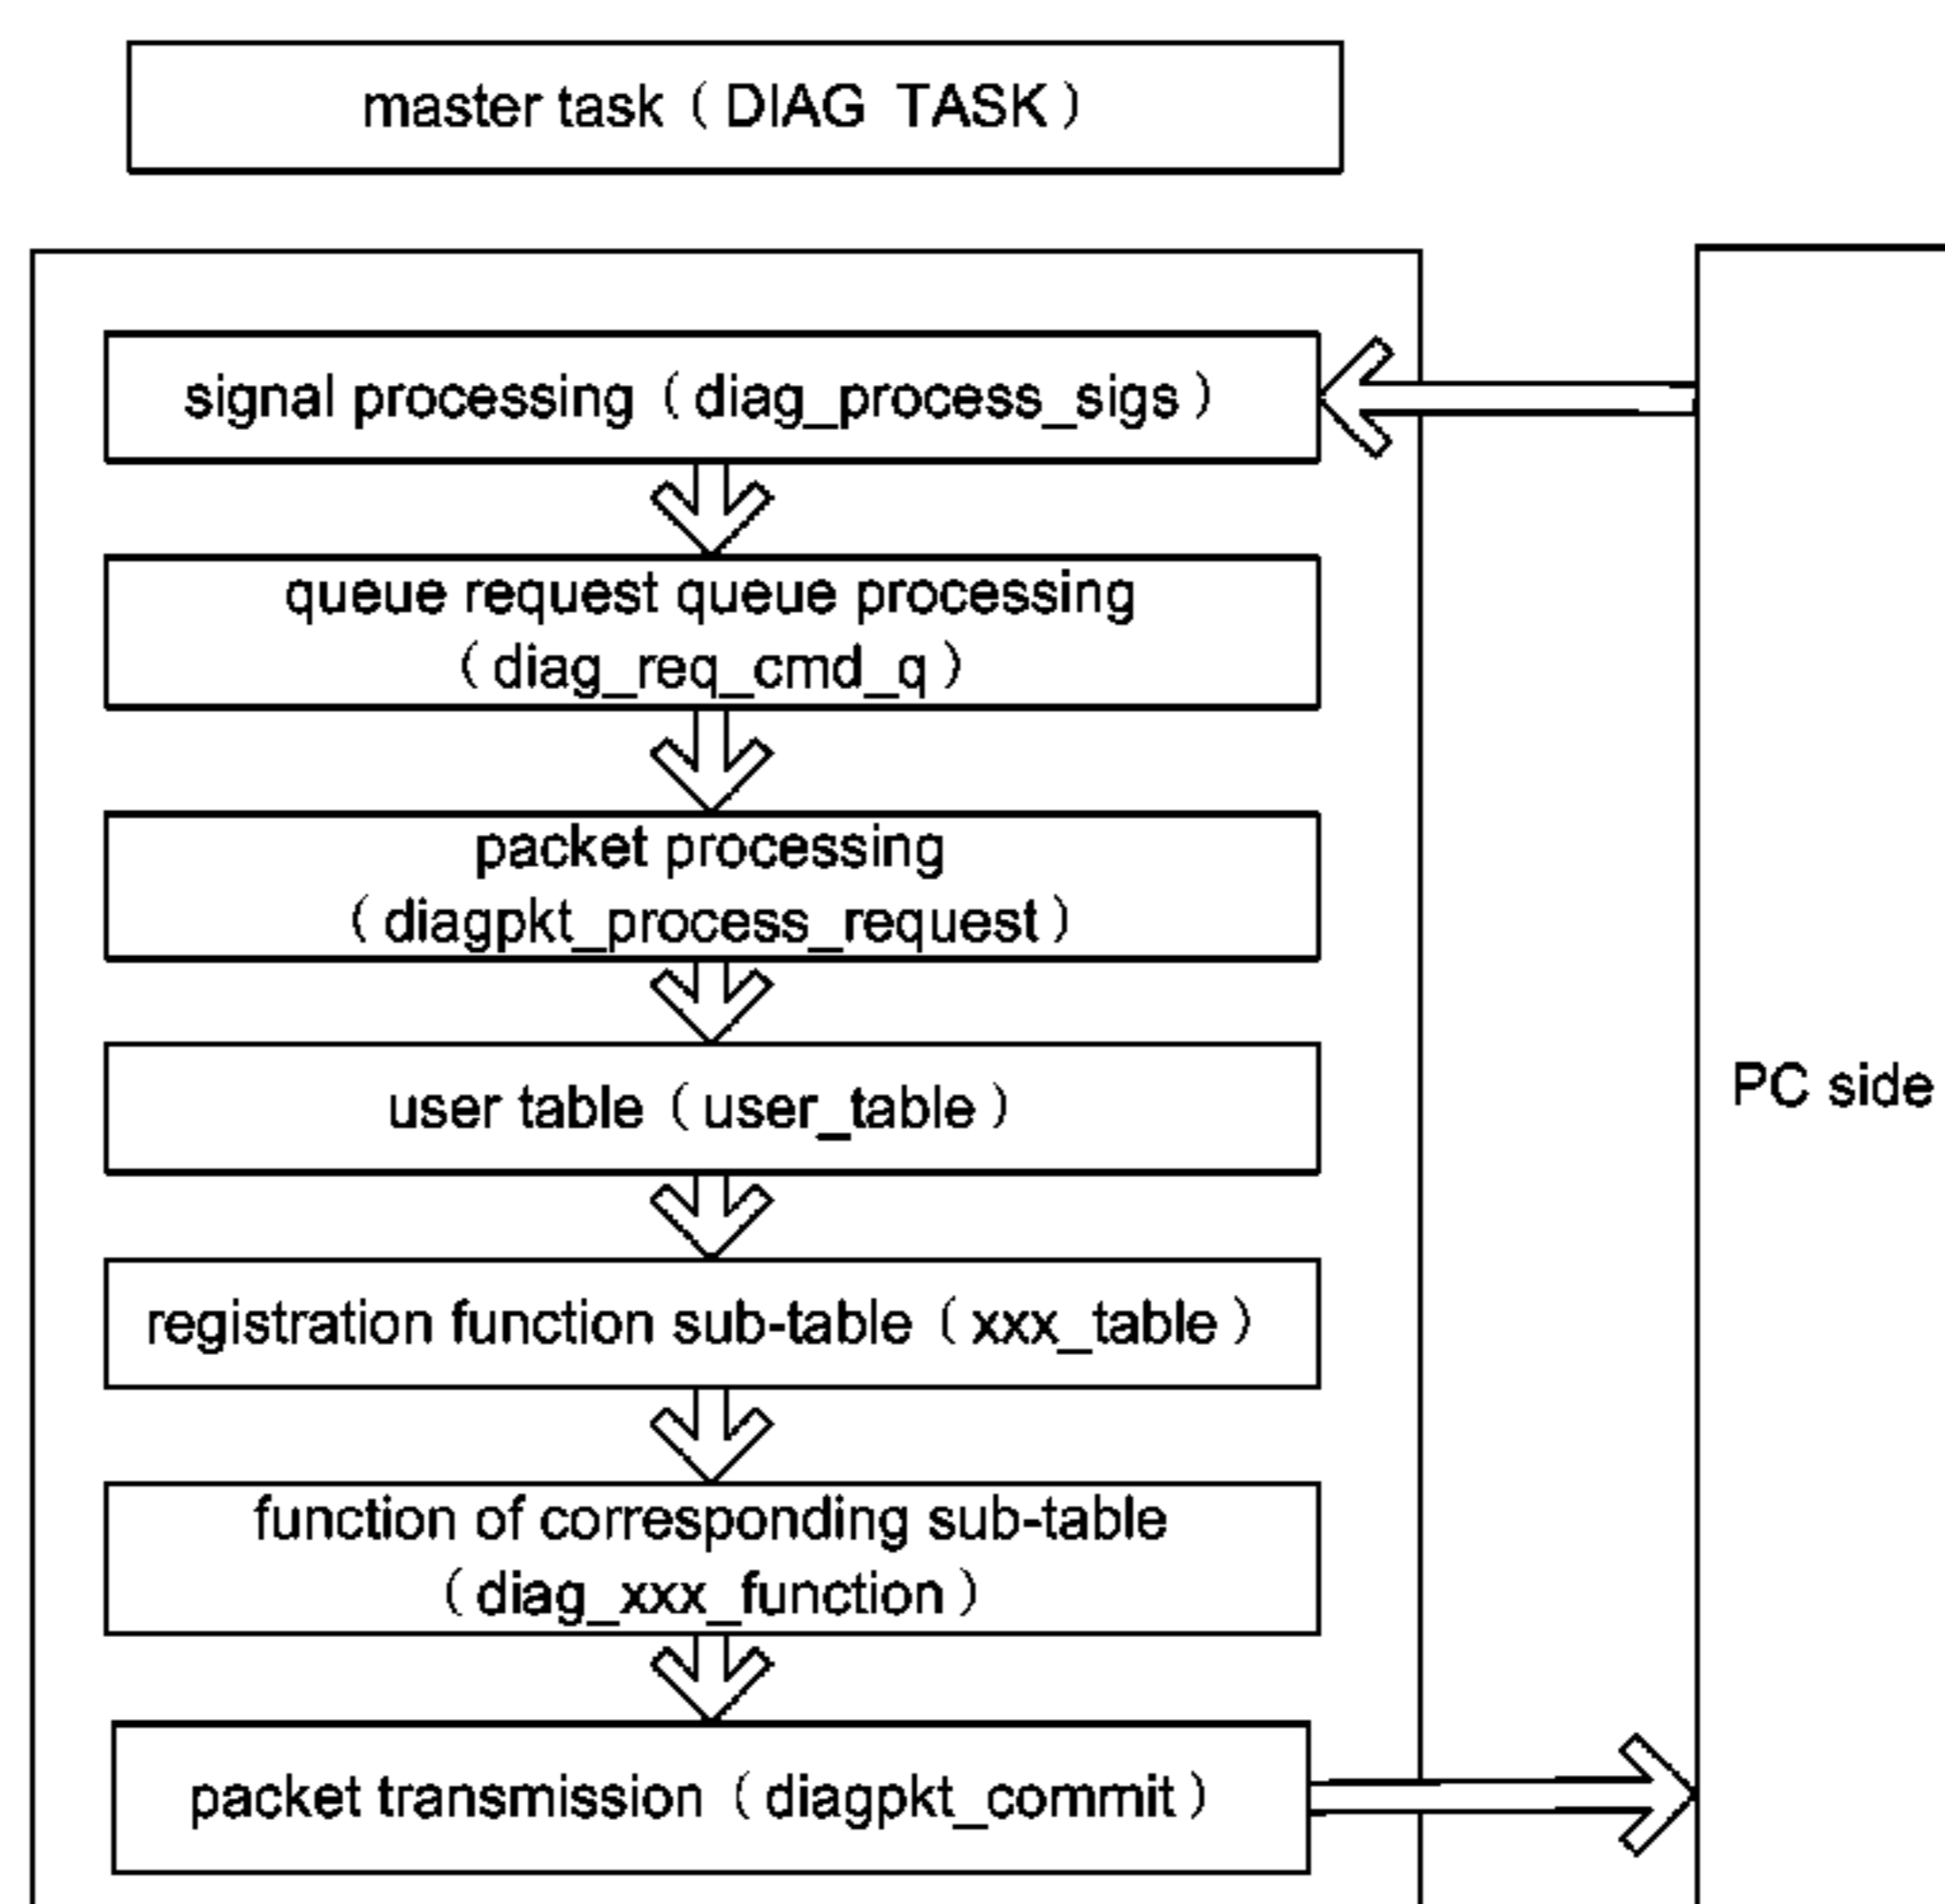 master task（DIAG TASK）
signal processing（diag_process_sigs）
queue request queue processing
（diag_req_cmd_q）
packet processing
（diagpkt_process_request）
user table（user_table）
PC side
registration function sub-table（xxx_table）
function of corresponding sub-table
（diag_xxx_function）
packet transmission（diagpkt_commit）